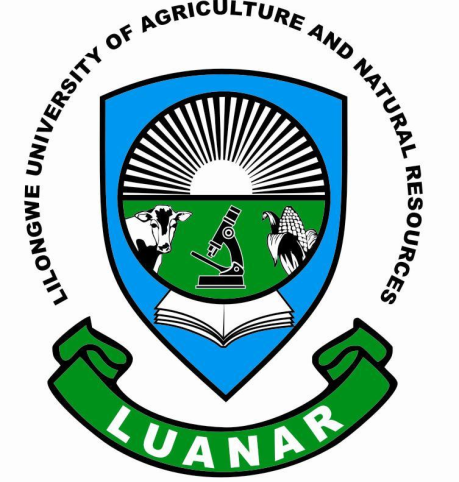 LILONGWE UNIVERSITY OF AGRICULTURE AND NATURAL RESOURCES
LUANAR